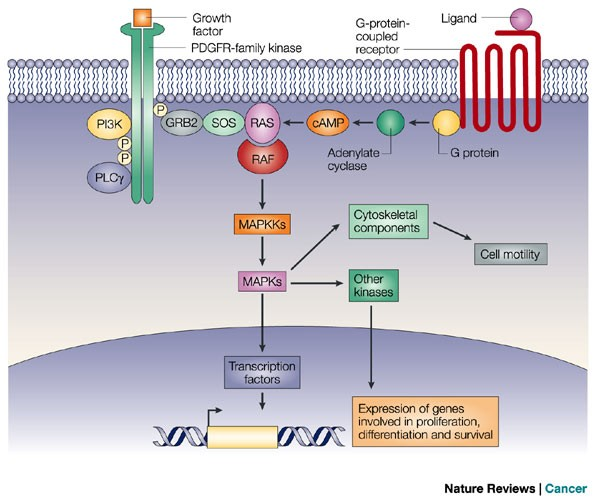 Growth
factor
PDGFR-family kinase
G-protein-
coupled
receptor
Ligand
PI3K
P
P
PLCγ
P
GRB2
SOS
RAS
RAF
cAMP
Adenylate
cyclase
G protein
MAPKKs
MAPKs
Cytoskeletal
components
Cell motility
Other
kinases
Transcription
factors
Expression of genes
involved in proliferation,
differentiation and survival
Nature Reviews | Cancer